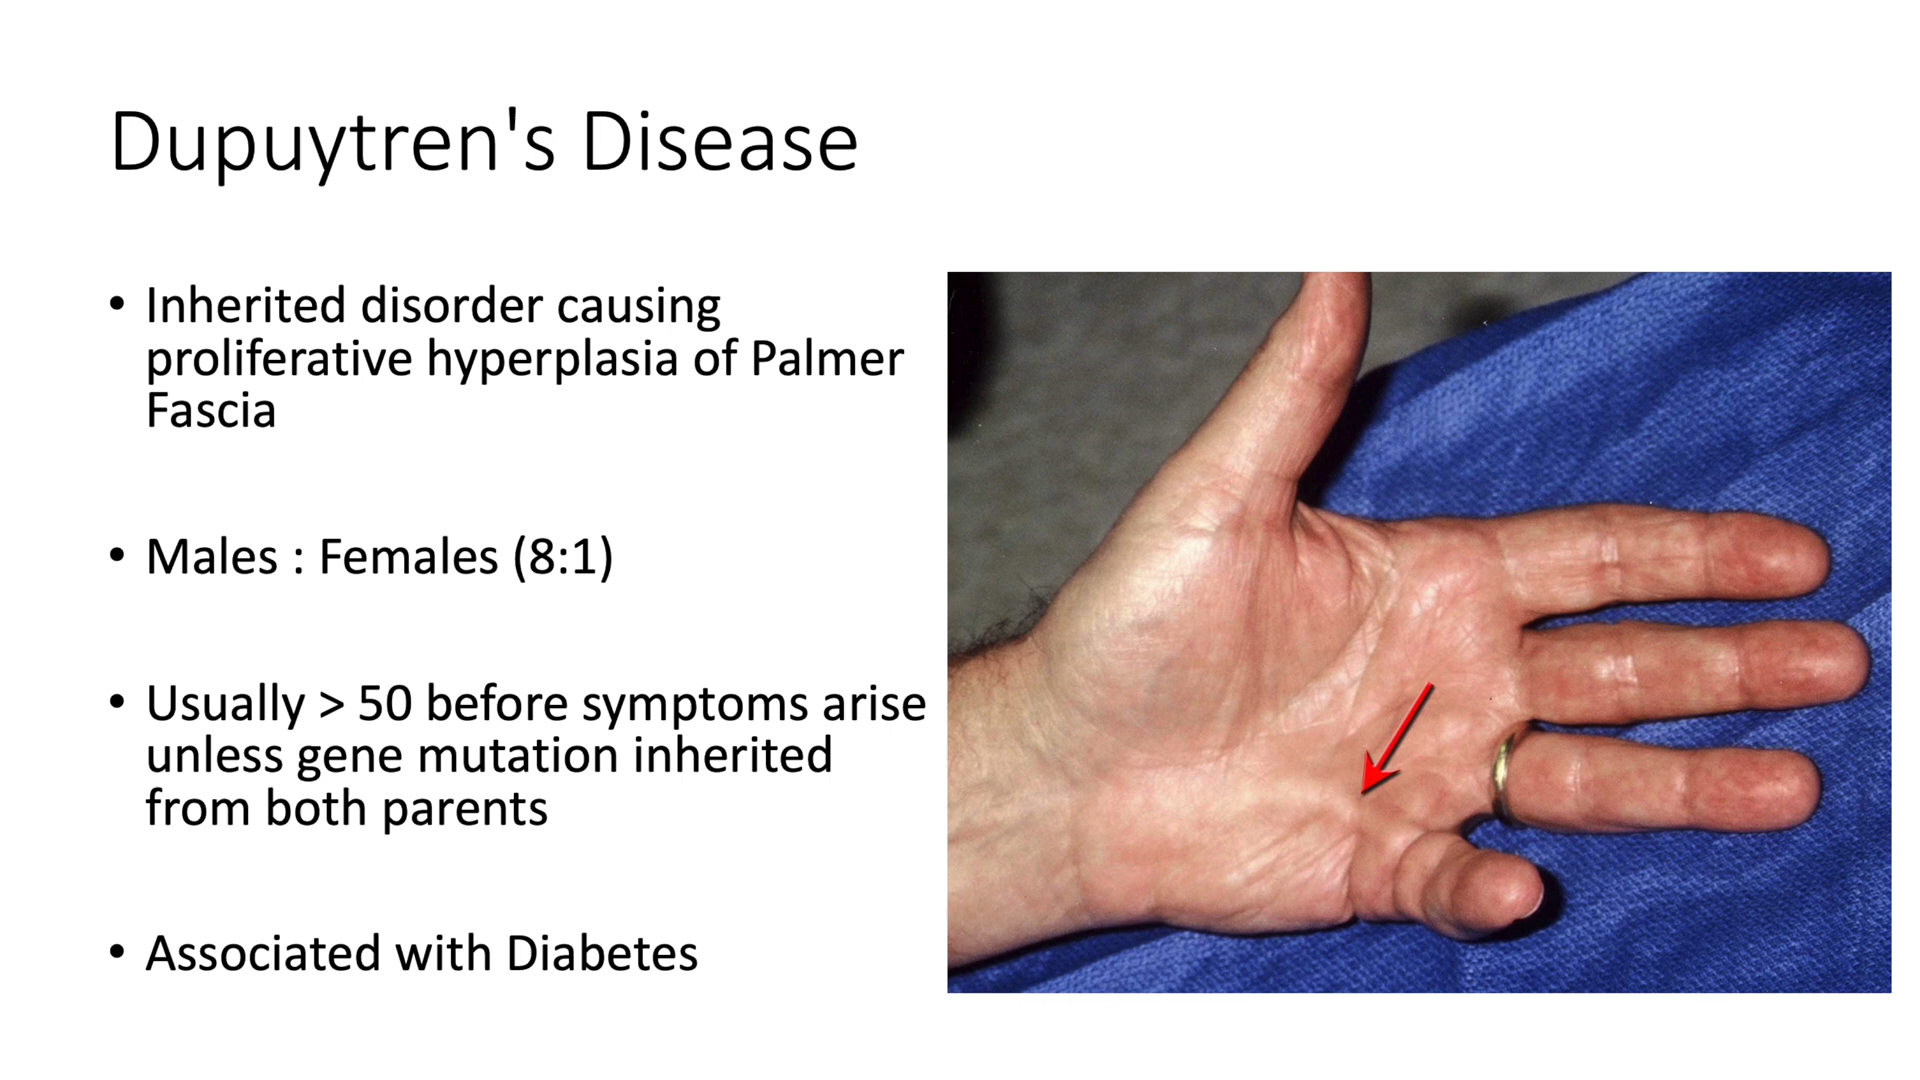 Dupuytren's Disease
• Inherited disorder causing
proliferative hyperplasia of Palmer
Fascia
• Males : Females (8:1)
• Usually > 50 before symptoms arise
unless gene mutation inherited
from both parents
• Associated with Diabetes